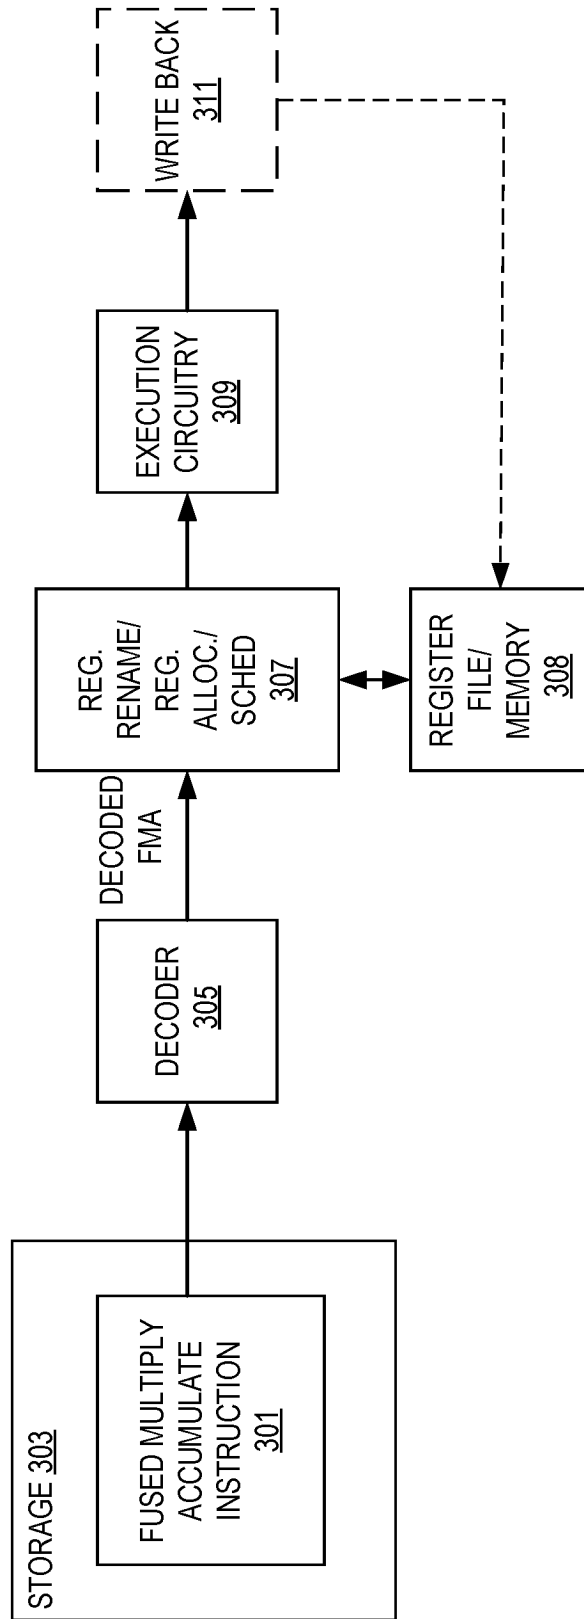 STORAGE 303
FUSED MULTIPLY
ACCUMULATE
INSTRUCTION
301
DECODER
305
DECODED
FMA
REG.
RENAME/
REG.
ALLOC./
SCHED
307
REGISTER
FILE/
MEMORY
308
EXECUTION
CIRCUITRY
309
WRITE BACK
311